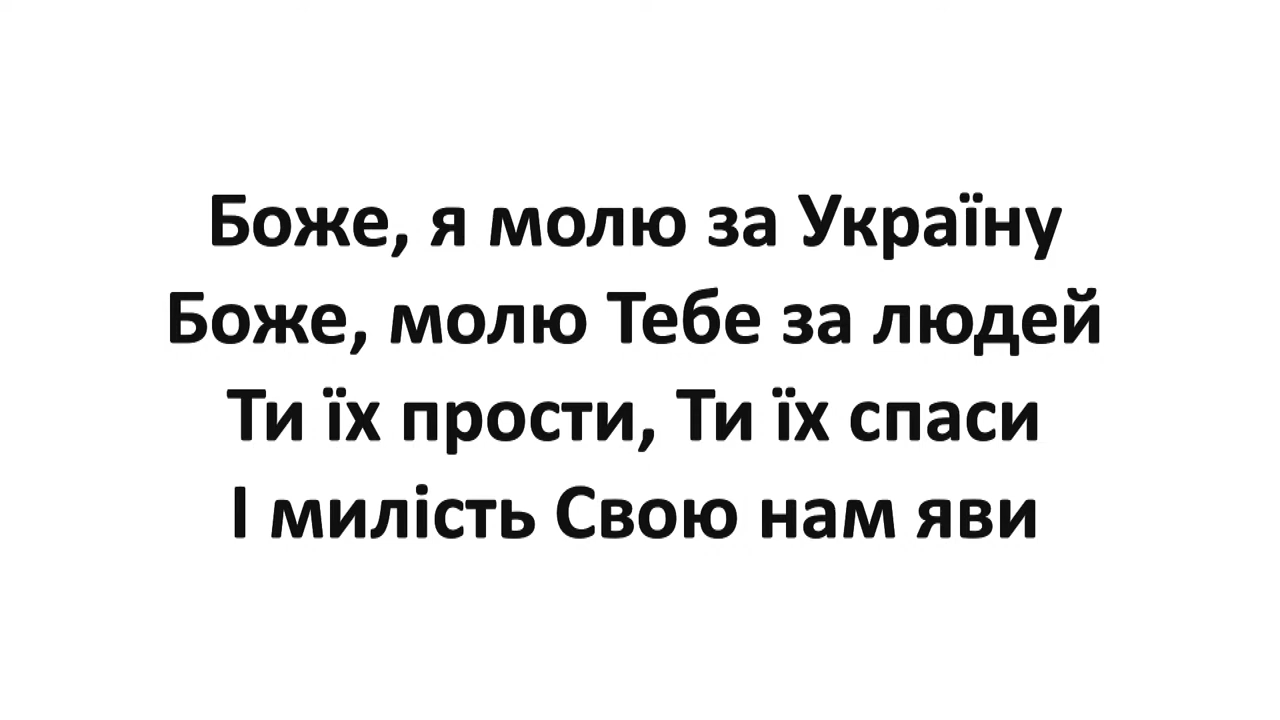 Боже, я молю за Україну
Боже, молю Тебе за людей
Ти їх прости, Ти їх спаси
І милість Свою нам яви